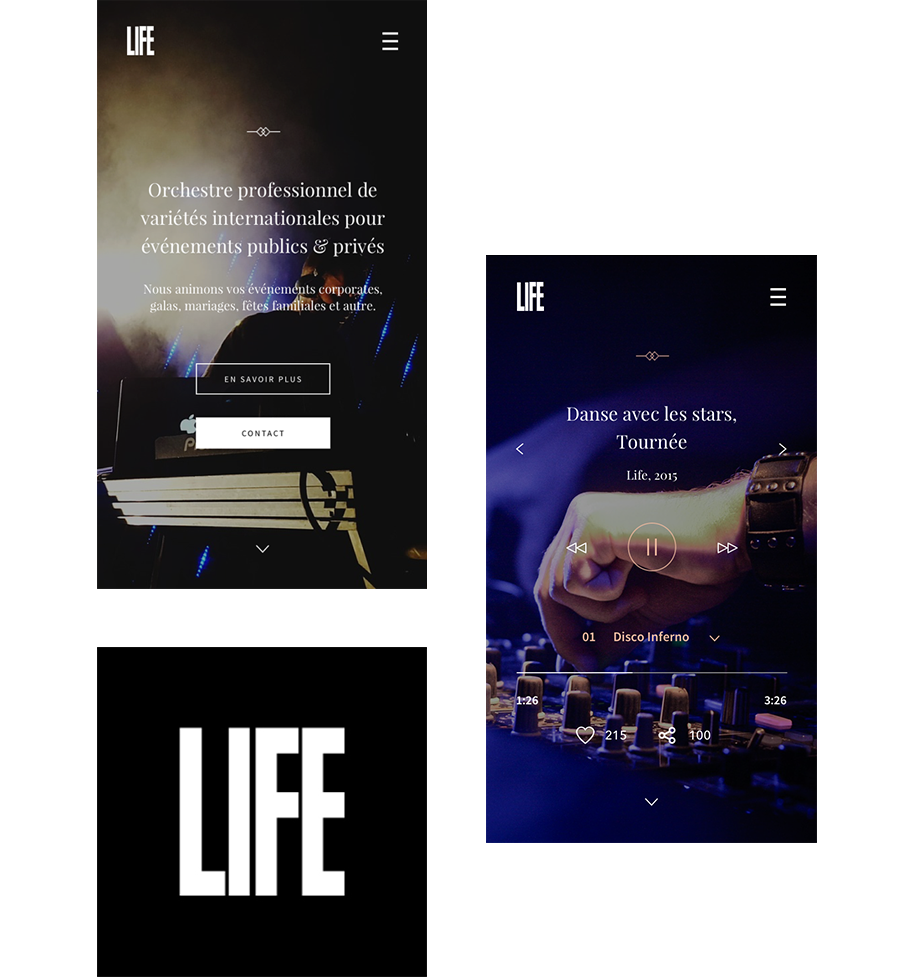 LIFE
Orchestre professionnel de
variétés internationales pour
événements publics & privés
Nous animons vos événements corporates,
galas, mariages, fêtes familiales et autre.
EN SAVOIR PLUS
CONTACT
LIFE
Danse avec les stars,
Tournée
Life, 2015
01 Disco Inferno
1:26 3:26
215 100
LIFE